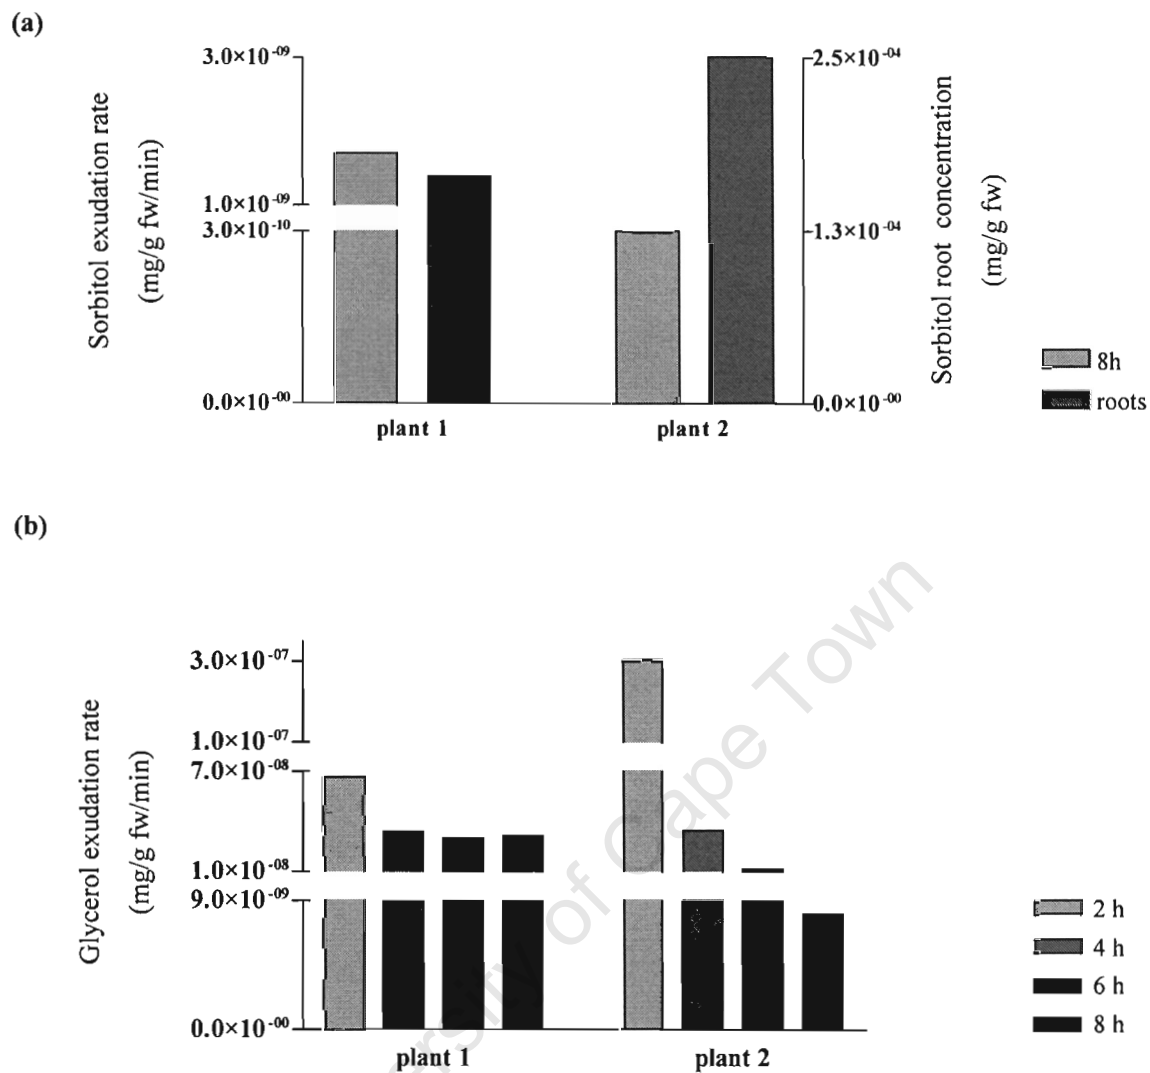 (a)
Sorbitol exudation rate
(mg/g fw/min)
3.0×10⁻⁰⁹
1.0×10⁻⁰⁹
3.0×10⁻¹⁰
0.0×10⁻⁰⁰
2.5×10⁻⁰⁴
1.3×10⁻⁰⁴
0.0×10⁻⁰⁰
Sorbitol root concentration
(mg/g fw)
8h
roots
plant 1 plant 2
(b)
Glycerol exudation rate
(mg/g fw/min)
3.0×10⁻⁰⁷
1.0×10⁻⁰⁷
7.0×10⁻⁰⁸
1.0×10⁻⁰⁸
9.0×10⁻⁰⁹
0.0×10⁻⁰⁰
2 h
4 h
6 h
8 h
plant 1 plant 2
ersity of Cape Town